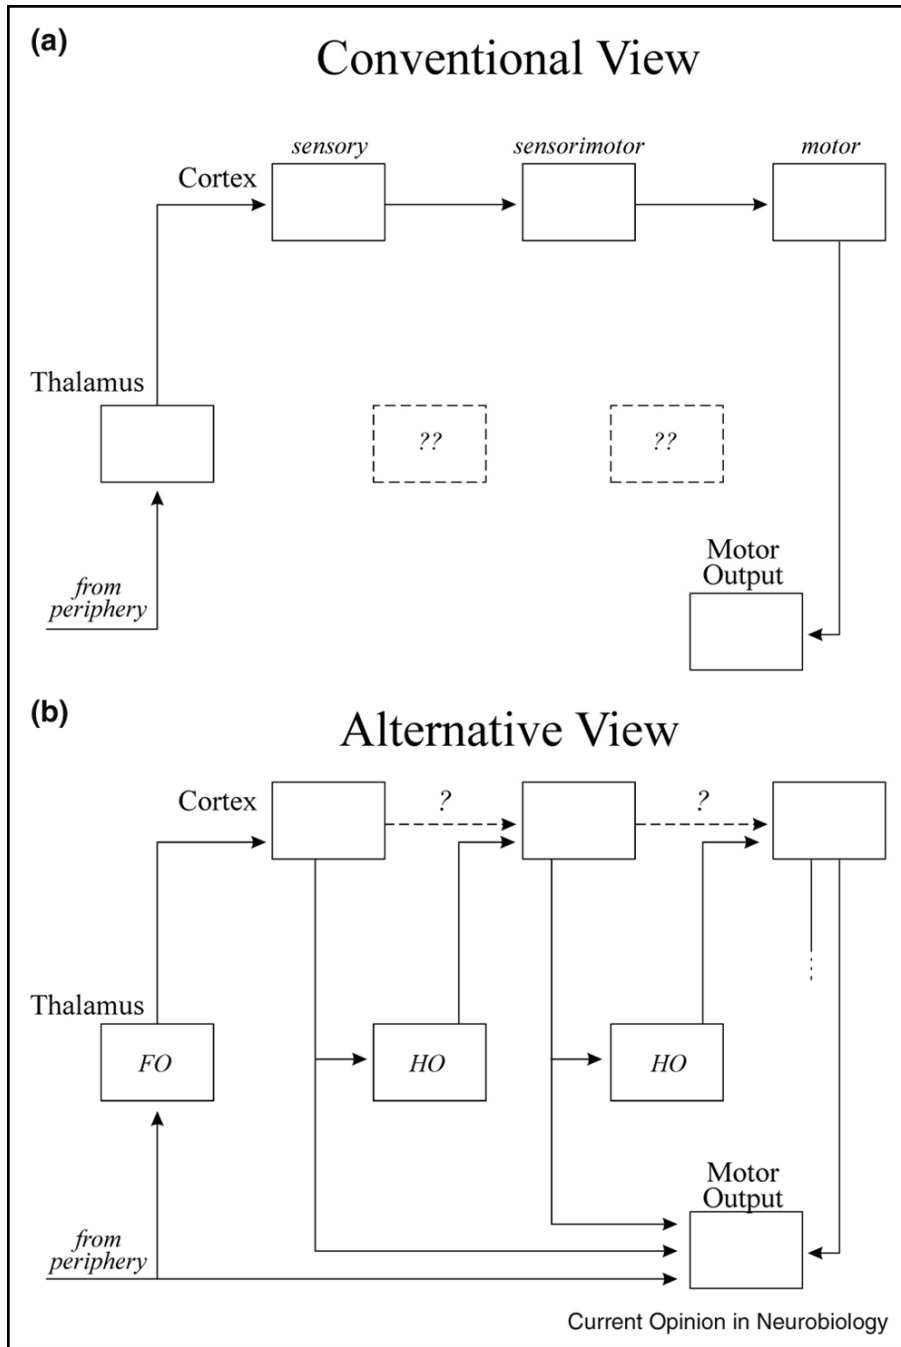 (a)
Conventional View
sensory
sensorimotor
motor
Cortex
Thalamus
??
??
Motor
Output
from
periphery
(b)
Alternative View
Cortex
?
?
Thalamus
FO
HO
HO
Motor
Output
from
periphery
Current Opinion in Neurobiology